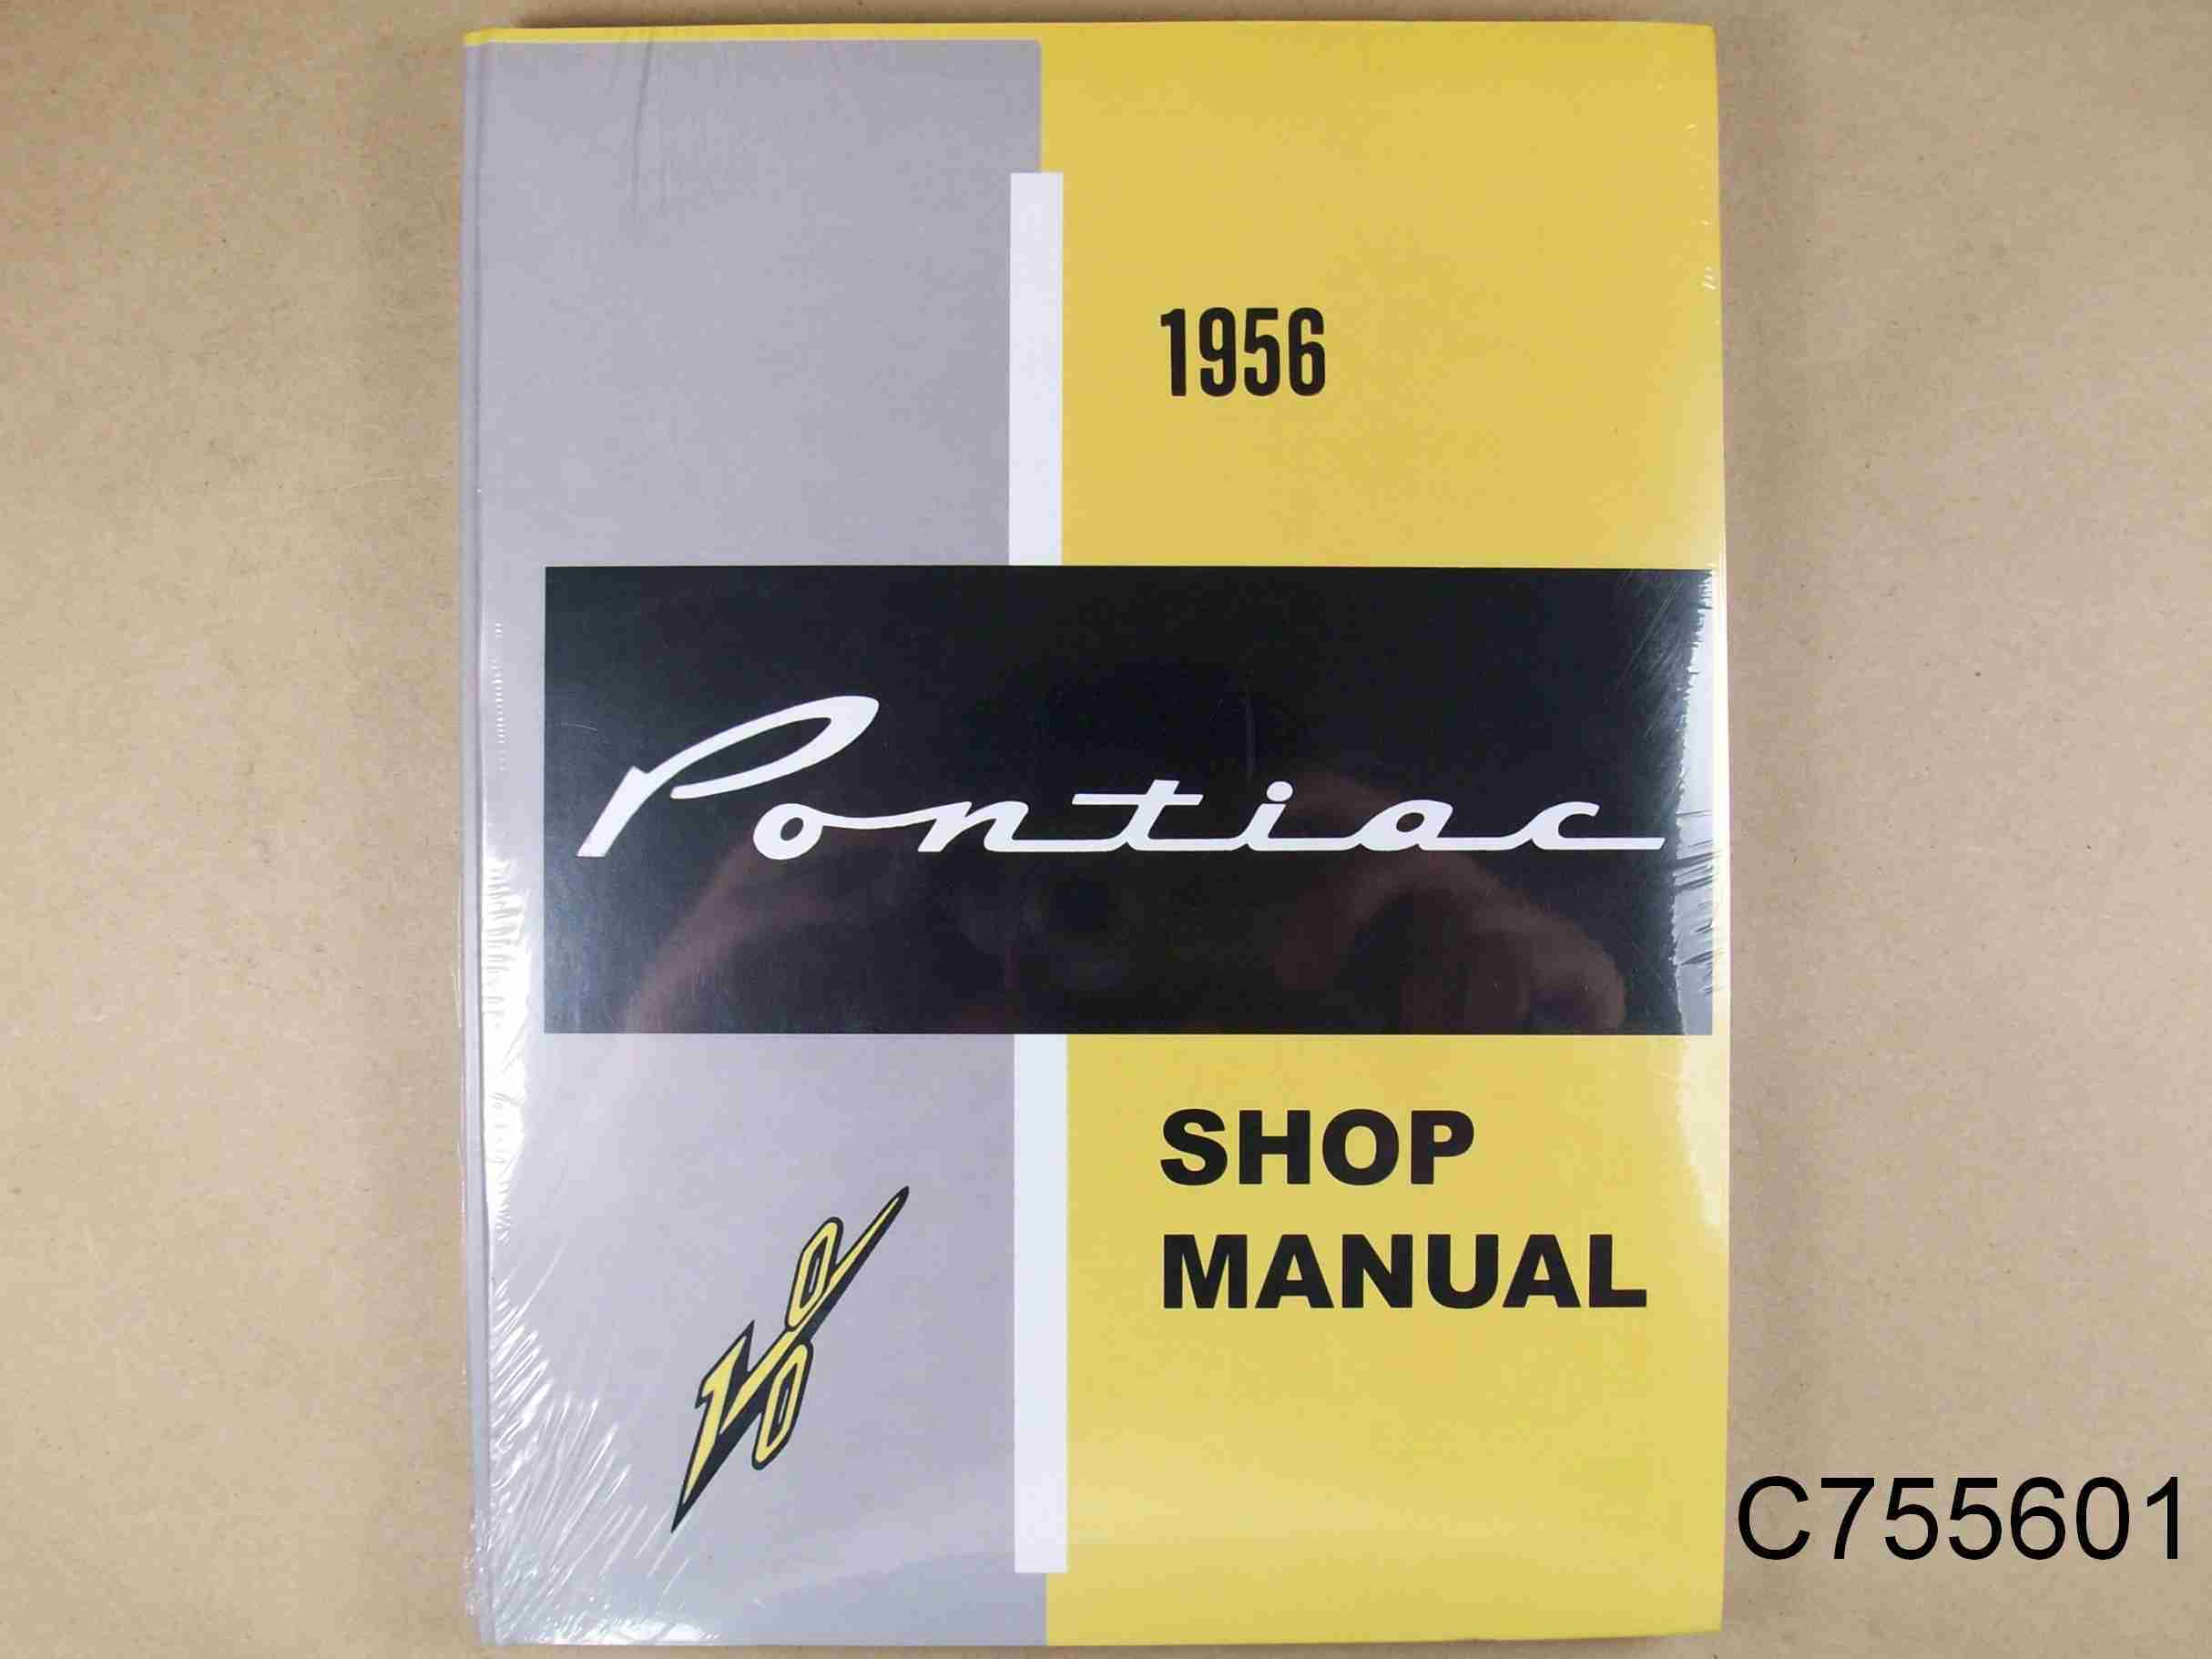 1956
Pontiac
SHOP
MANUAL
V8
C755601